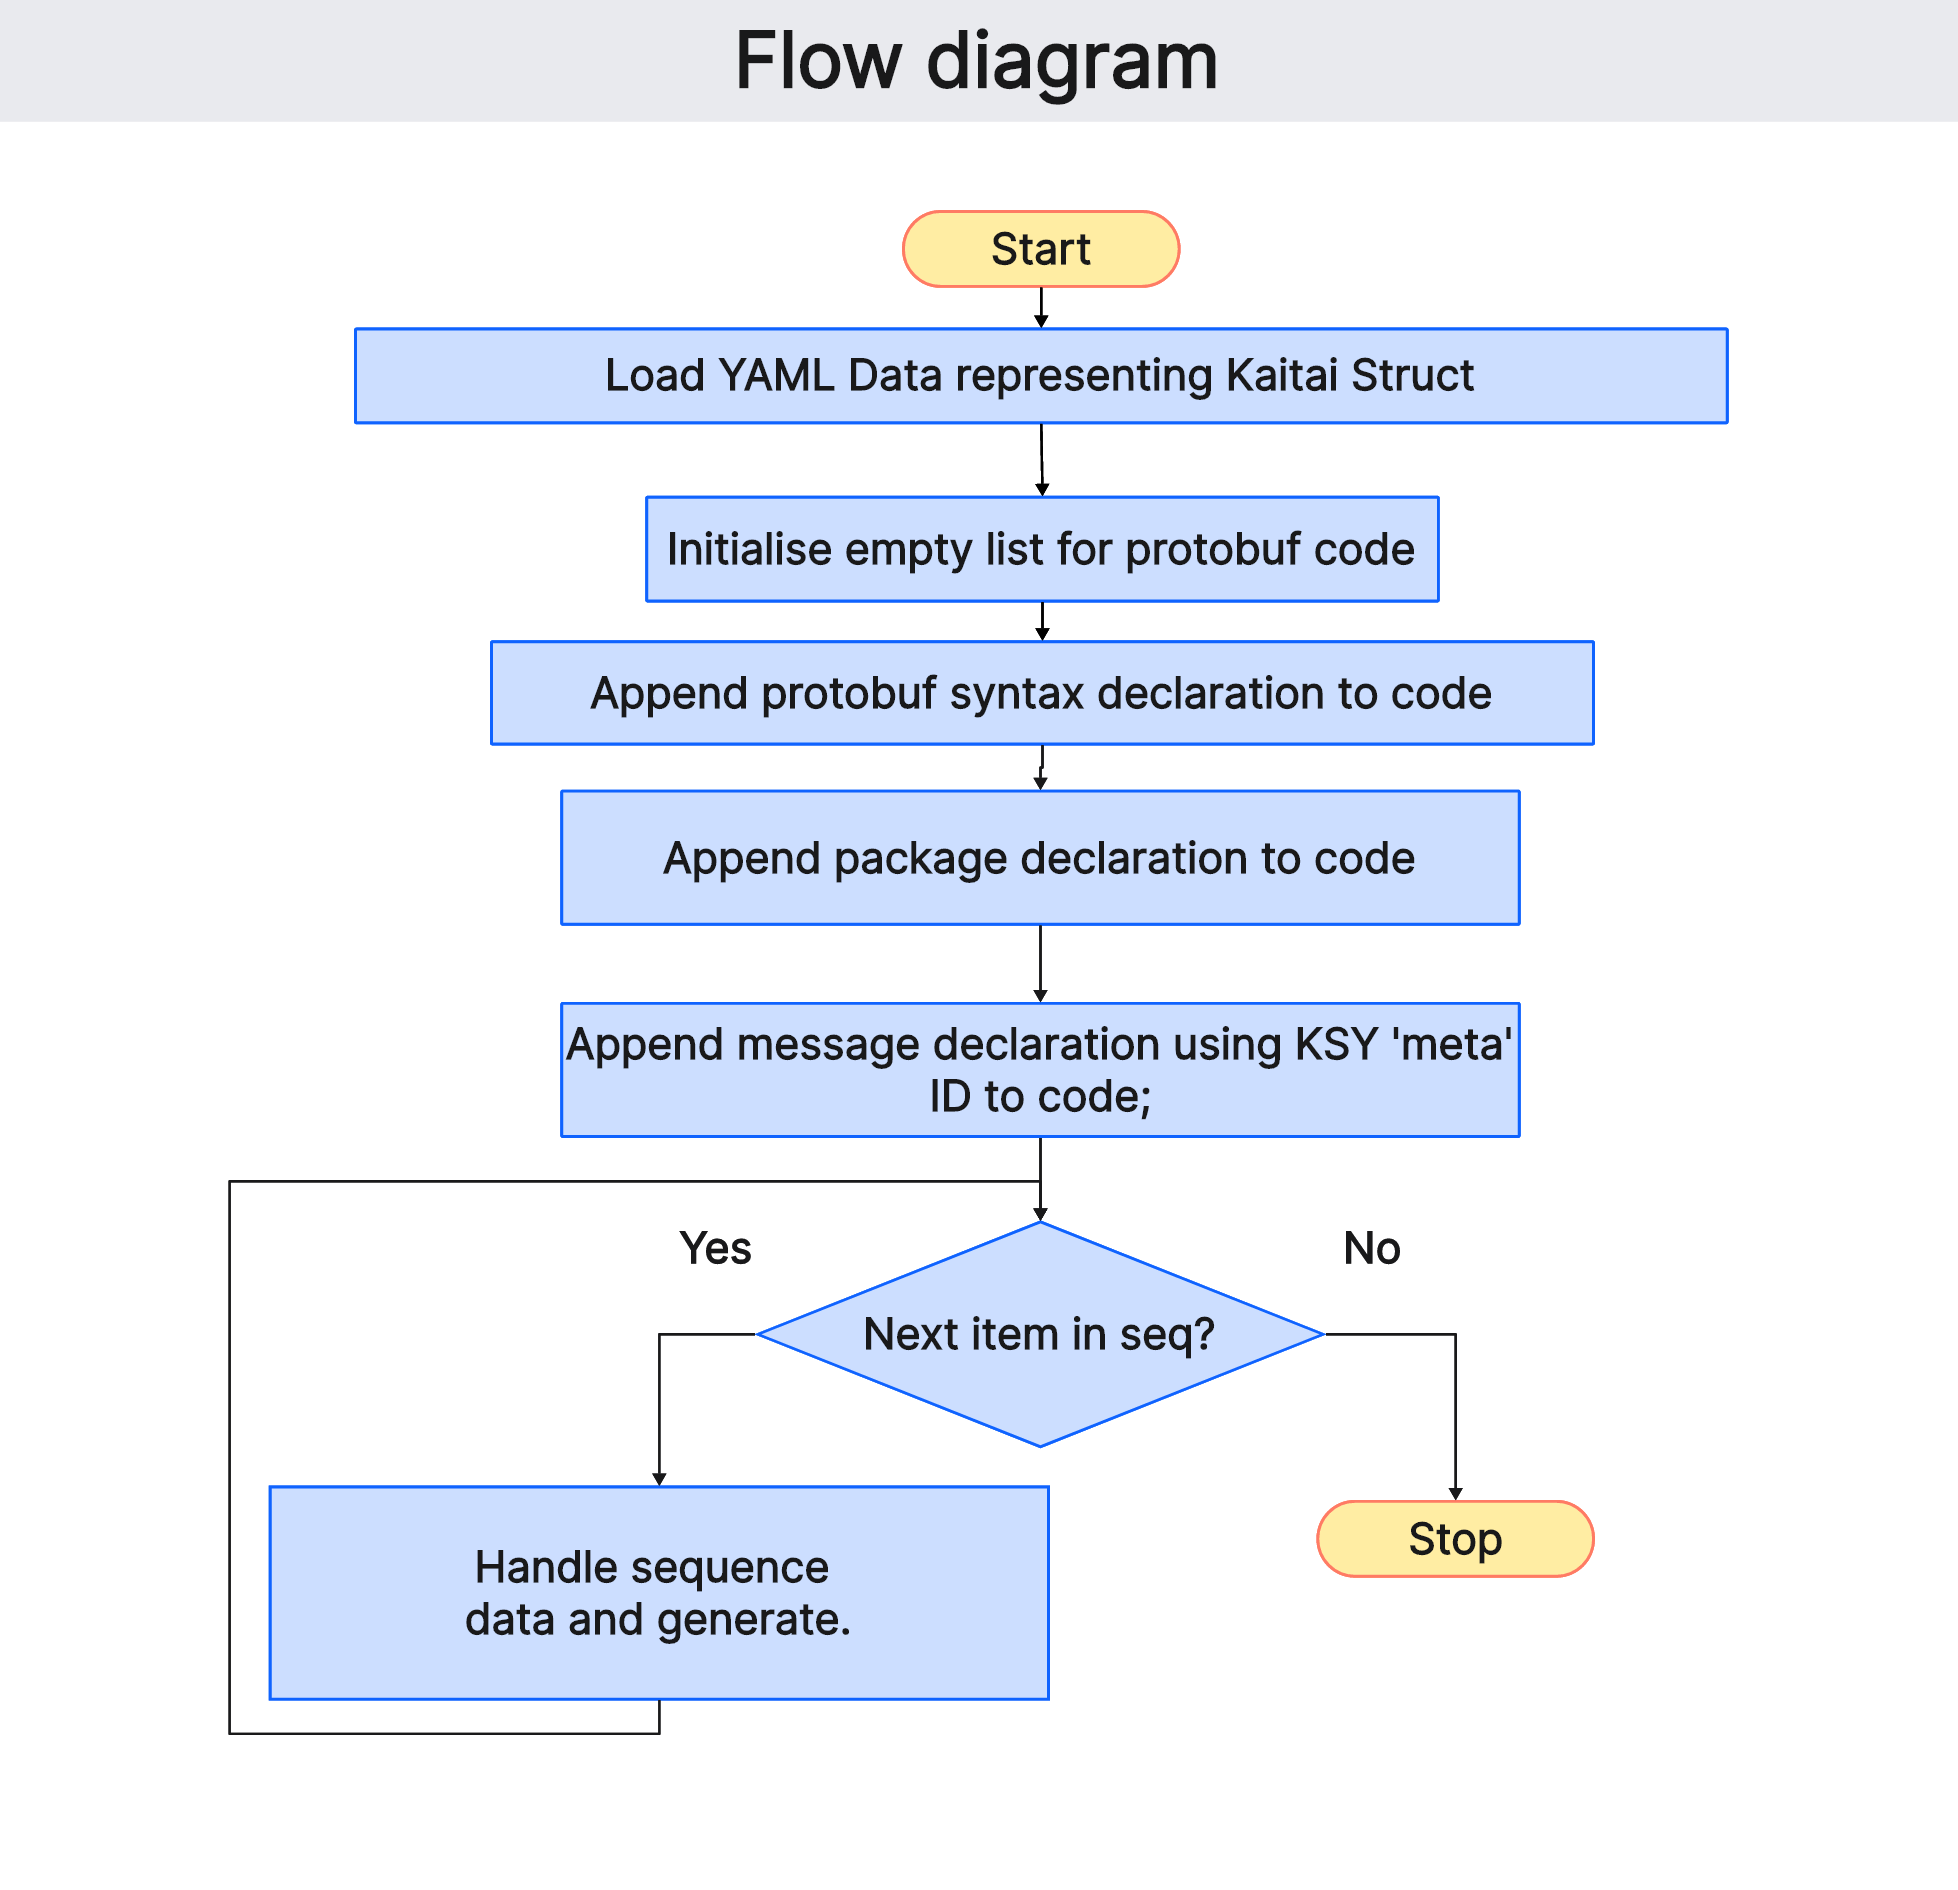 Flow diagram
Start
Load YAML Data representing Kaitai Struct
Initialise empty list for protobuf code
Append protobuf syntax declaration to code
Append package declaration to code
Append message declaration using KSY 'meta'
ID to code;
Yes
No
Next item in seq?
Handle sequence
data and generate.
Stop